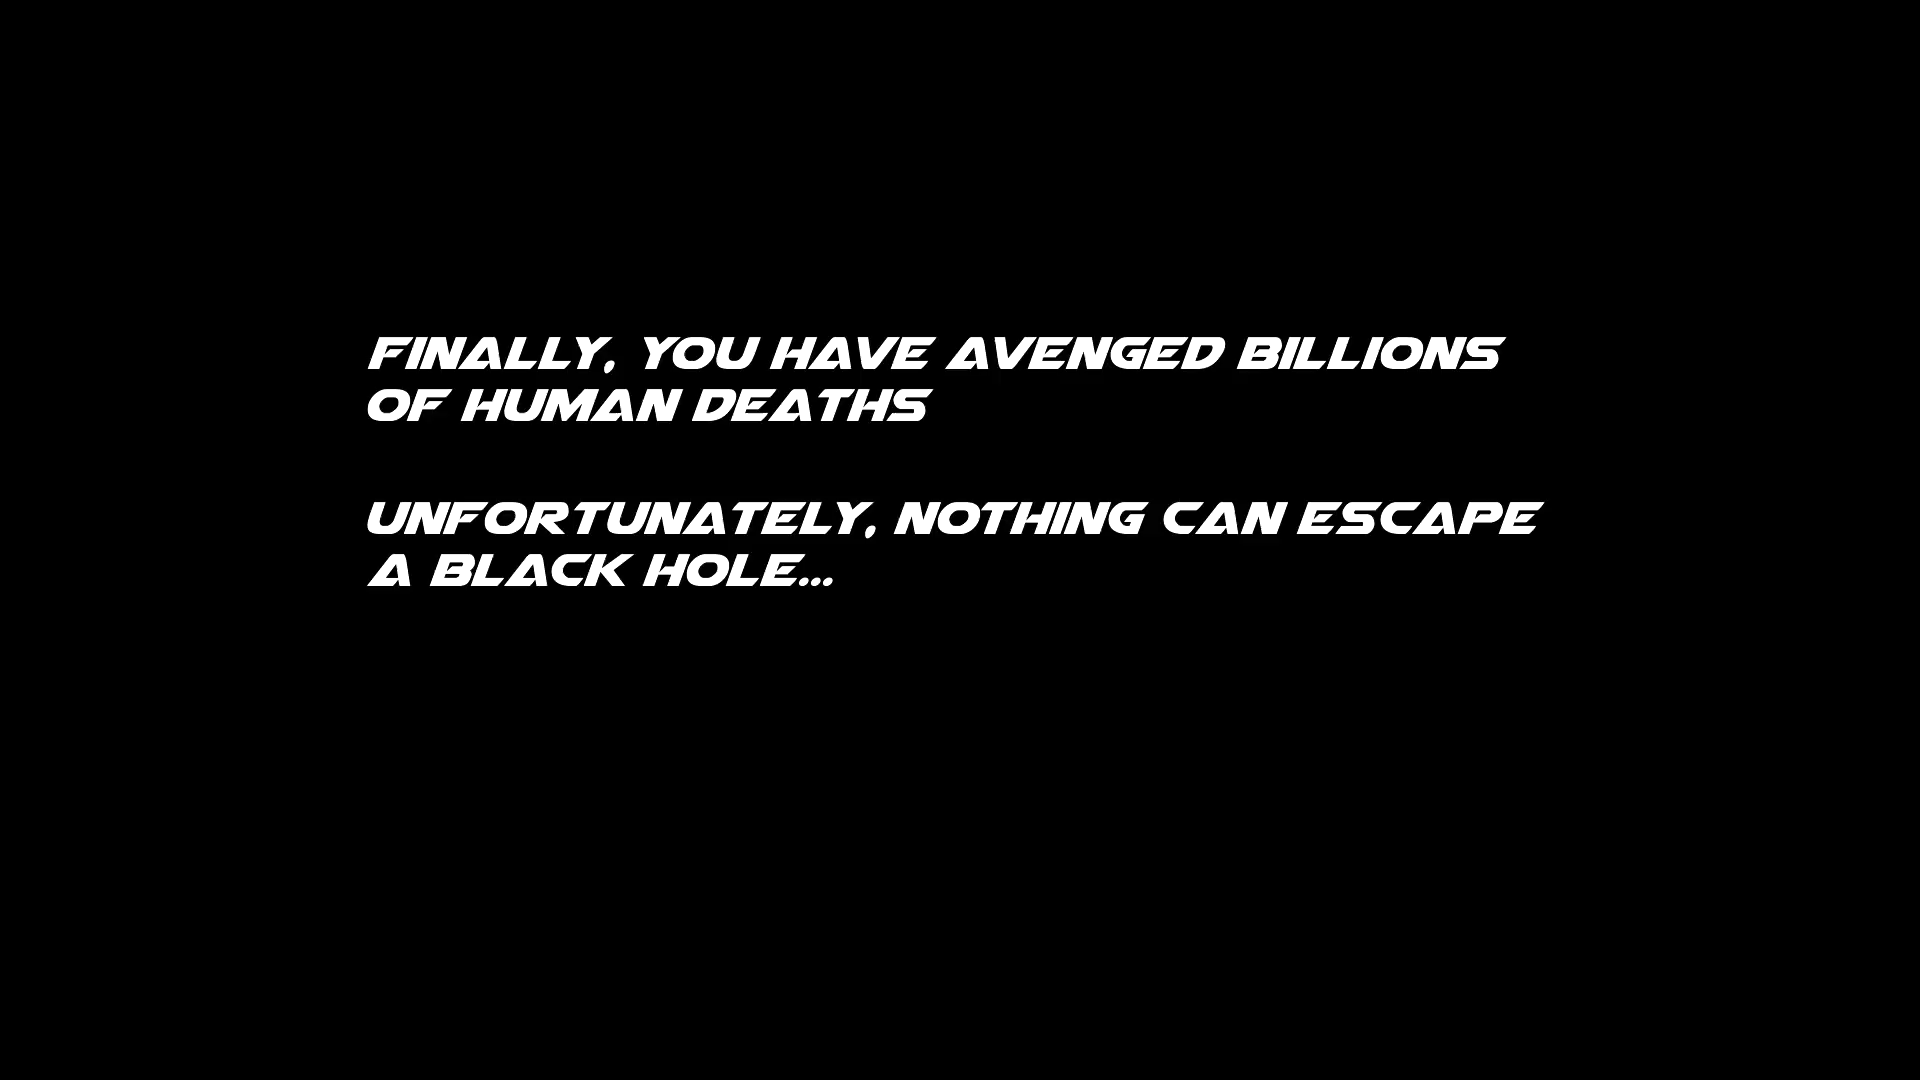 FINALLY, YOU HAVE AVENGED BILLIONS
OF HUMAN DEATHS
UNFORTUNATELY, NOTHING CAN ESCAPE
A BLACK HOLE...